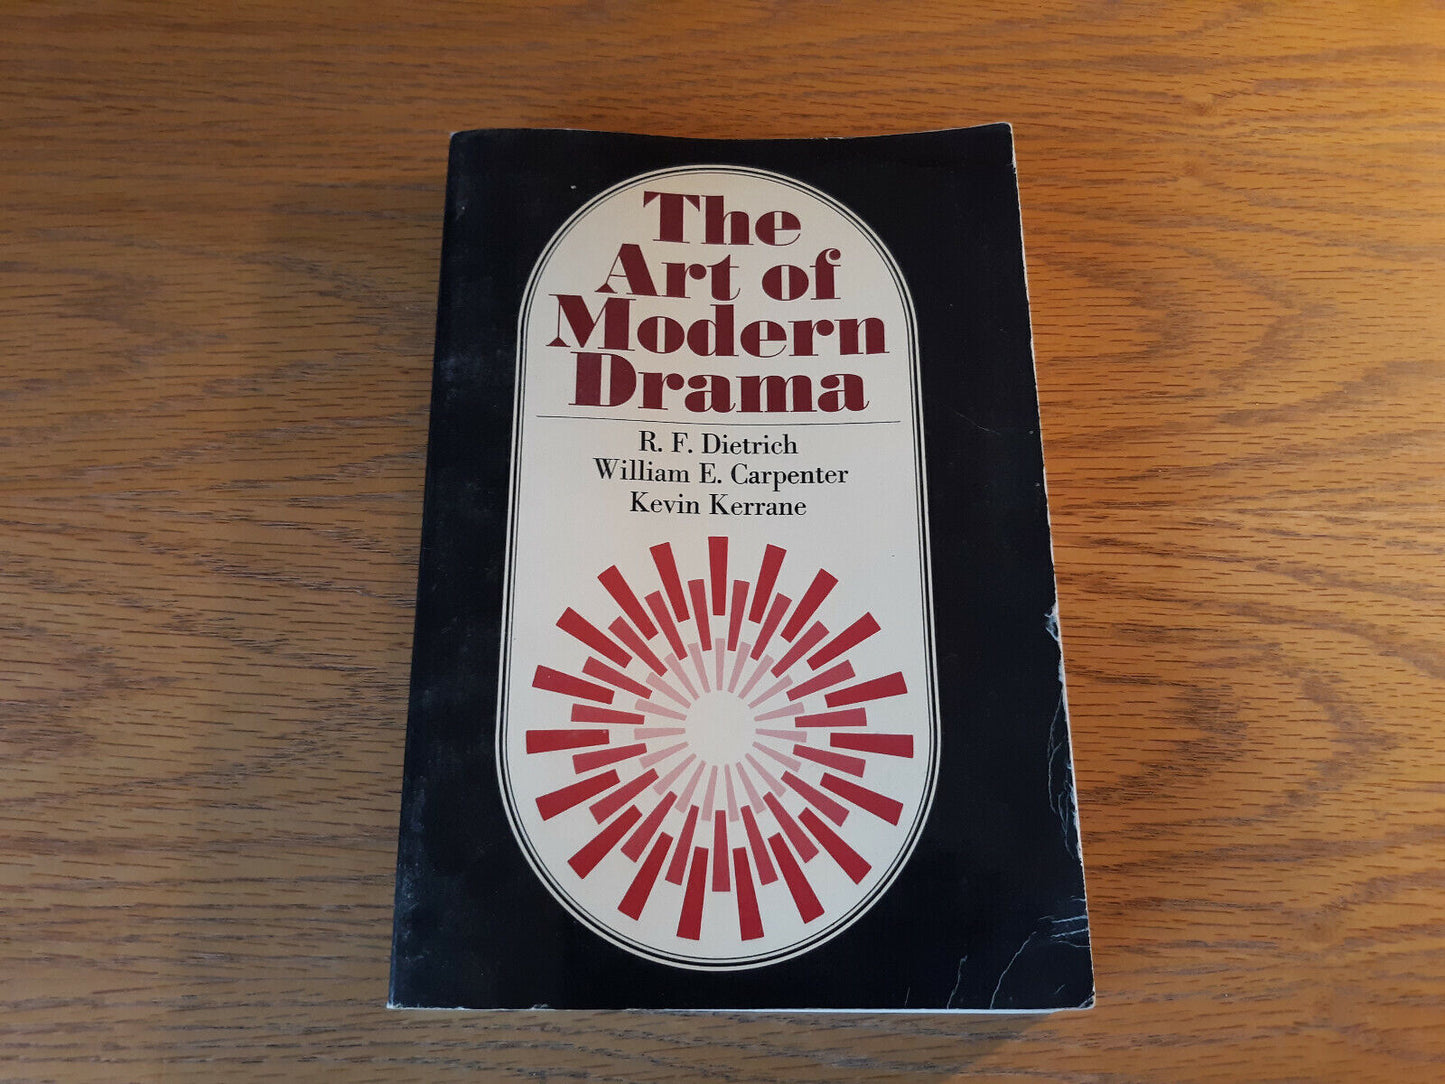 The
Art of
Modern
Drama
R. F. Dietrich
William E. Carpenter
Kevin Kerrane